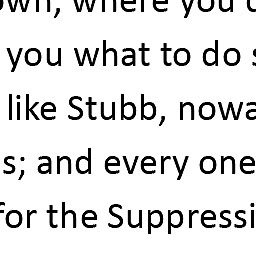 own, where you
you what to do
like Stubb, nowa
s; and every one
for the Suppressi